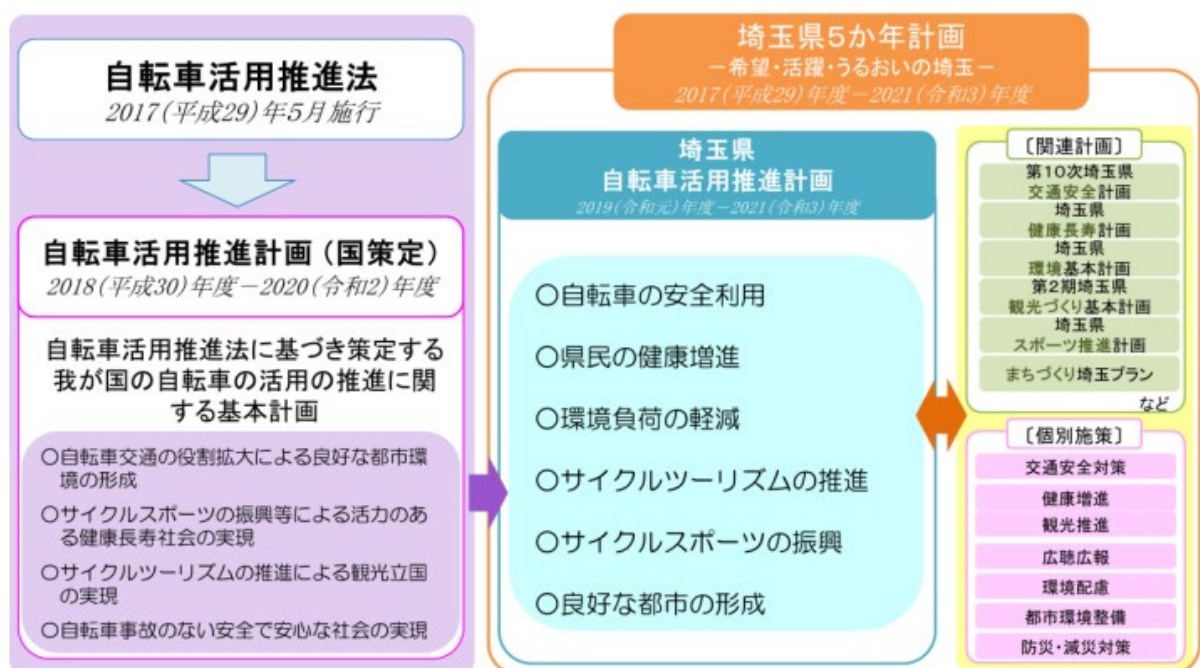 自転車活用推進法
2017(平成29)年5月施行
自転車活用推進計画（国策定）
2018(平成30)年度－2020(令和2)年度
自転車活用推進法に基づき策定する
我が国の自転車の活用の推進に関
する基本計画
○自転車交通の役割拡大による良好な都市環
境の形成
○サイクルスポーツの振興等による活力のあ
る健康長寿社会の実現
○サイクルツーリズムの推進による観光立国
の実現
○自転車事故のない安全で安心な社会の実現
埼玉県5か年計画
－希望・活躍・うるおいの埼玉－
2017(平成29)年度－2021(令和3)年度
埼玉県
自転車活用推進計画
2019(令和元)年度－2021(令和3)年度
○自転車の安全利用
○県民の健康増進
○環境負荷の軽減
○サイクルツーリズムの推進
○サイクルスポーツの振興
○良好な都市の形成
〔関連計画〕
第10次埼玉県
交通安全計画
埼玉県
健康長寿計画
埼玉県
環境基本計画
第2期埼玉県
観光づくり基本計画
埼玉県
スポーツ推進計画
まちづくり埼玉プラン
など
〔個別施策〕
交通安全対策
健康増進
観光推進
広聴広報
環境配慮
都市環境整備
防災・減災対策